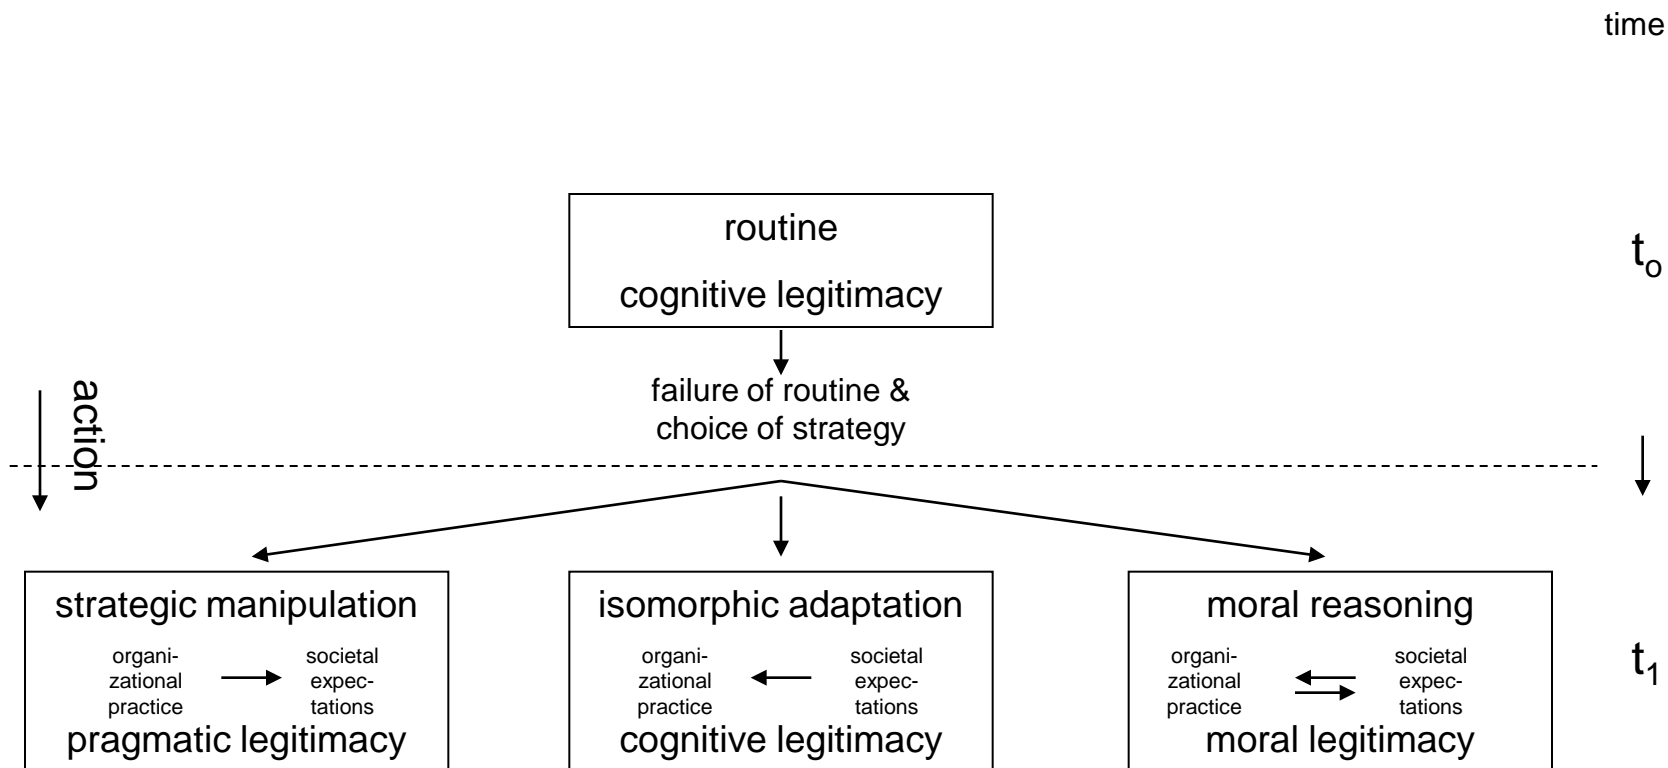 time
routine
cognitive legitimacy
to
failure of routine &
choice of strategy
action
strategic manipulation
organi-
zational
practice
societal
expec-
tations
pragmatic legitimacy
isomorphic adaptation
organi-
zational
practice
societal
expec-
tations
cognitive legitimacy
moral reasoning
organi-
zational
practice
societal
expec-
tations
moral legitimacy
t1